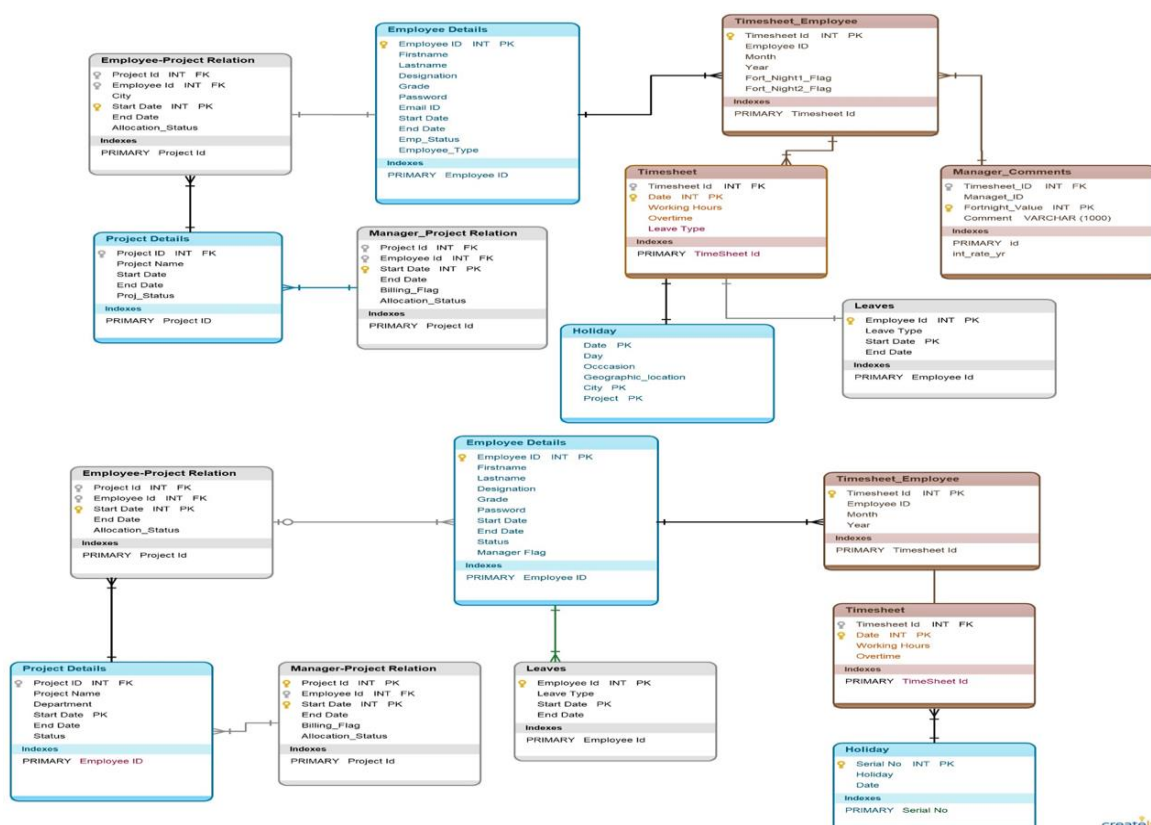 Employee Details
Employee ID INT PK
Firstname
Lastname
Designation
Grade
Password
Email ID
Start Date
End Date
Emp_Status
Employee_Type
Indexes
PRIMARY Employee ID
Timesheet_Employee
Timesheet Id INT PK
Employee ID
Month
Year
Fort_Night1_Flag
Fort_Night2_Flag
Indexes
PRIMARY Timesheet Id
Employee-Project Relation
Project Id INT FK
Employee Id INT FK
City
Start Date INT PK
End Date
Allocation_Status
Indexes
PRIMARY Project Id
Timesheet
Timesheet Id INT FK
Date INT PK
Working Hours
Overtime
Leave Type
Indexes
PRIMARY TimeSheet Id
Manager_Comments
Timesheet_ID INT FK
Managet_ID
Fortnight_Value INT PK
Comment VARCHAR (1000)
Indexes
PRIMARY id
int_rate_yr
Project Details
Project ID INT FK
Project Name
Start Date
End Date
Proj_Status
Indexes
PRIMARY Project ID
Manager_Project Relation
Project Id INT FK
Employee Id INT FK
Start Date INT PK
End Date
Billing_Flag
Allocation_Status
Indexes
PRIMARY Project Id
Leaves
Employee Id INT PK
Leave Type
Start Date PK
End Date
Indexes
PRIMARY Employee Id
Holiday
Date PK
Day
Occcasion
Geographic_location
City PK
Project PK
Employee Details
Employee ID INT PK
Firstname
Lastname
Designation
Grade
Password
Start Date
End Date
Status
Manager Flag
Indexes
PRIMARY Employee ID
Employee-Project Relation
Project Id INT FK
Employee Id INT FK
Start Date INT PK
End Date
Allocation_Status
Indexes
PRIMARY Project Id
Timesheet_Employee
Timesheet Id INT PK
Employee ID
Month
Year
Indexes
PRIMARY Timesheet Id
Timesheet
Timesheet Id INT FK
Date INT PK
Working Hours
Overtime
Indexes
PRIMARY TimeSheet Id
Project Details
Project ID INT FK
Project Name
Department
Start Date PK
End Date
Status
Indexes
PRIMARY Employee ID
Manager-Project Relation
Project Id INT PK
Employee Id INT FK
Start Date INT PK
End Date
Billing_Flag
Allocation_Status
Indexes
PRIMARY Project Id
Leaves
Employee Id INT PK
Leave Type
Start Date PK
End Date
Indexes
PRIMARY Employee Id
Holiday
Serial No INT PK
Holiday
Date
Indexes
PRIMARY Serial No